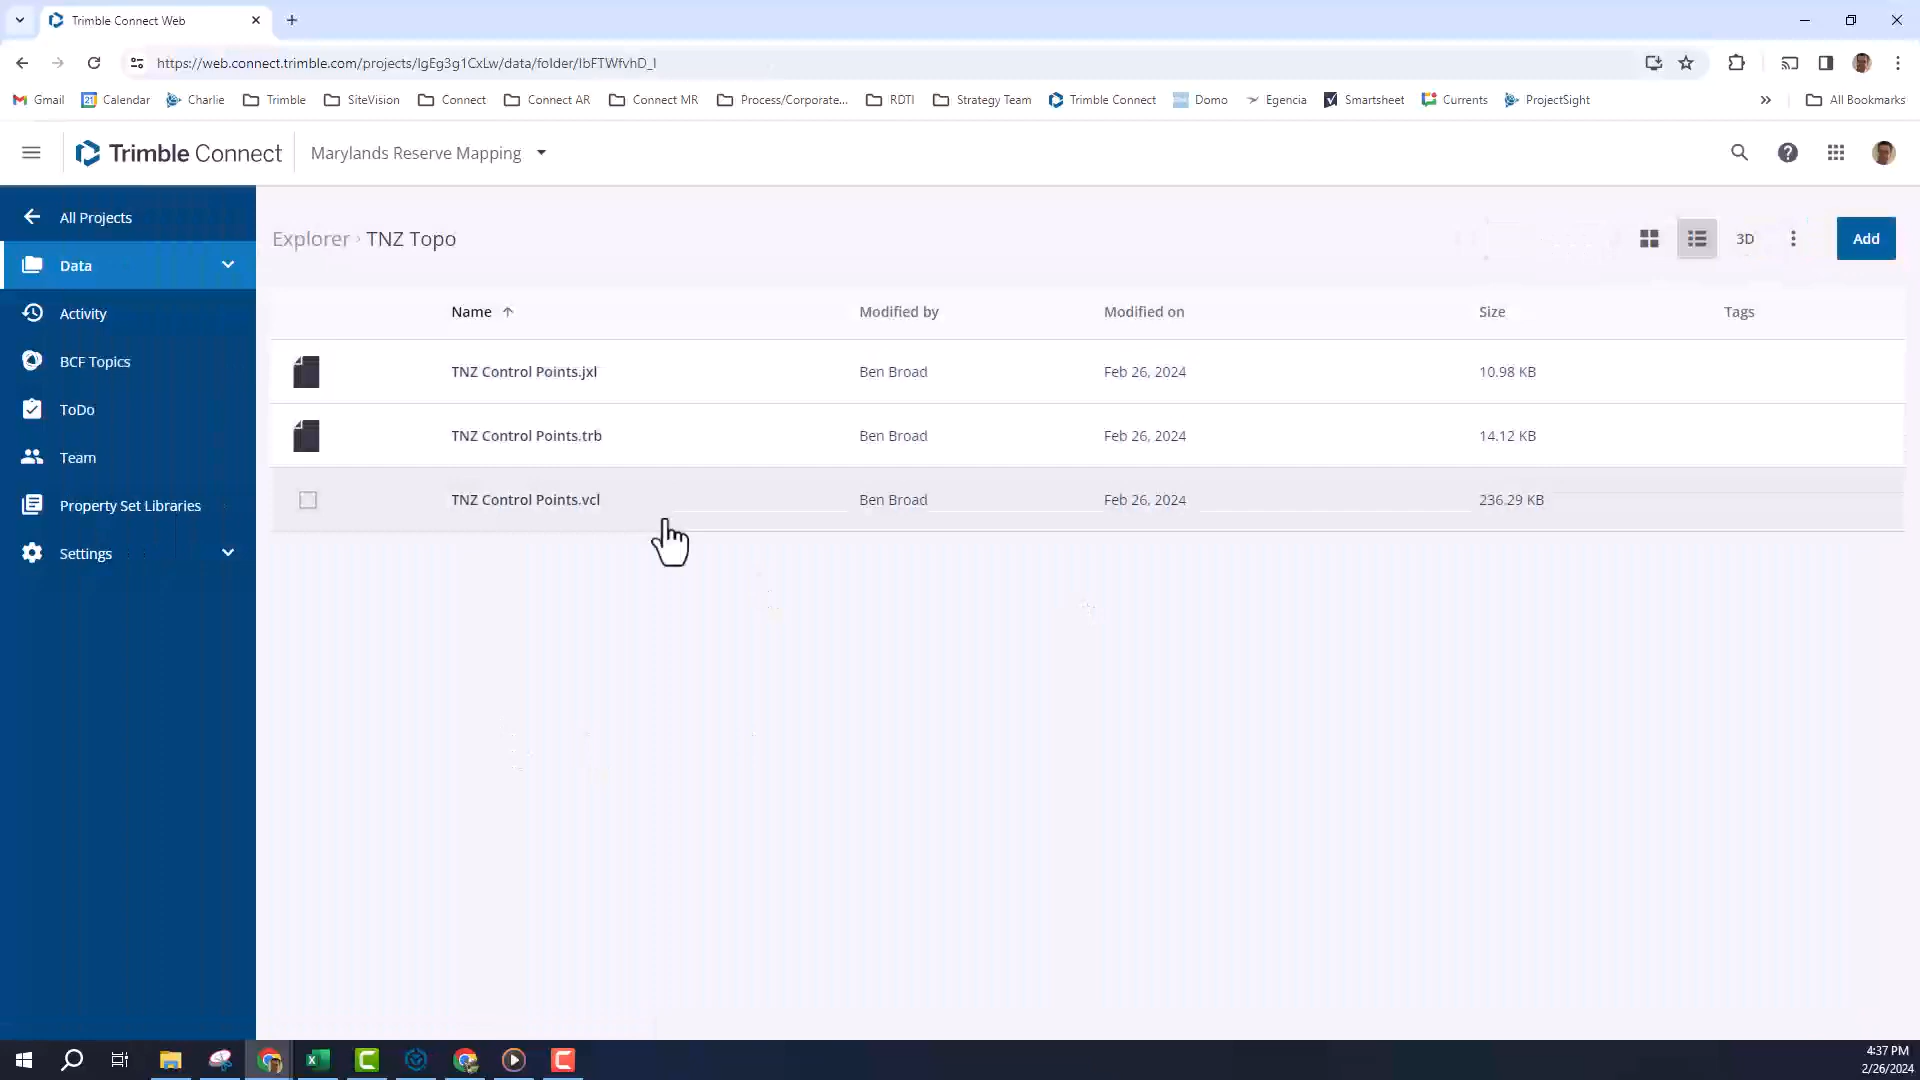 Trimble Connect Web
https://web.connect.trimble.com/projects/IgEg3g1CxLw/data/folder/IbFTWfvhD_I
Gmail Calendar Charlie Trimble SiteVision Connect Connect AR Connect MR Process/Corporate... RDTI Strategy Team Trimble Connect Domo Egencia Smartsheet Currents ProjectSight » All Bookmarks
Trimble Connect Marylands Reserve Mapping
All Projects
Data
Activity
BCF Topics
ToDo
Team
Property Set Libraries
Settings
Explorer › TNZ Topo 3D Add
Name Modified by Modified on Size Tags
TNZ Control Points.jxl Ben Broad Feb 26, 2024 10.98 KB
TNZ Control Points.trb Ben Broad Feb 26, 2024 14.12 KB
TNZ Control Points.vcl Ben Broad Feb 26, 2024 236.29 KB
4:37 PM
2/26/2024